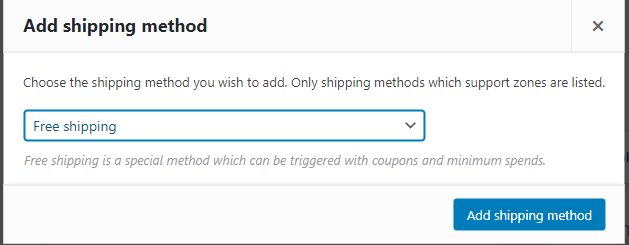 Add shipping method
Choose the shipping method you wish to add. Only shipping methods which support zones are listed.
Free shipping
Free shipping is a special method which can be triggered with coupons and minimum spends.
Add shipping method